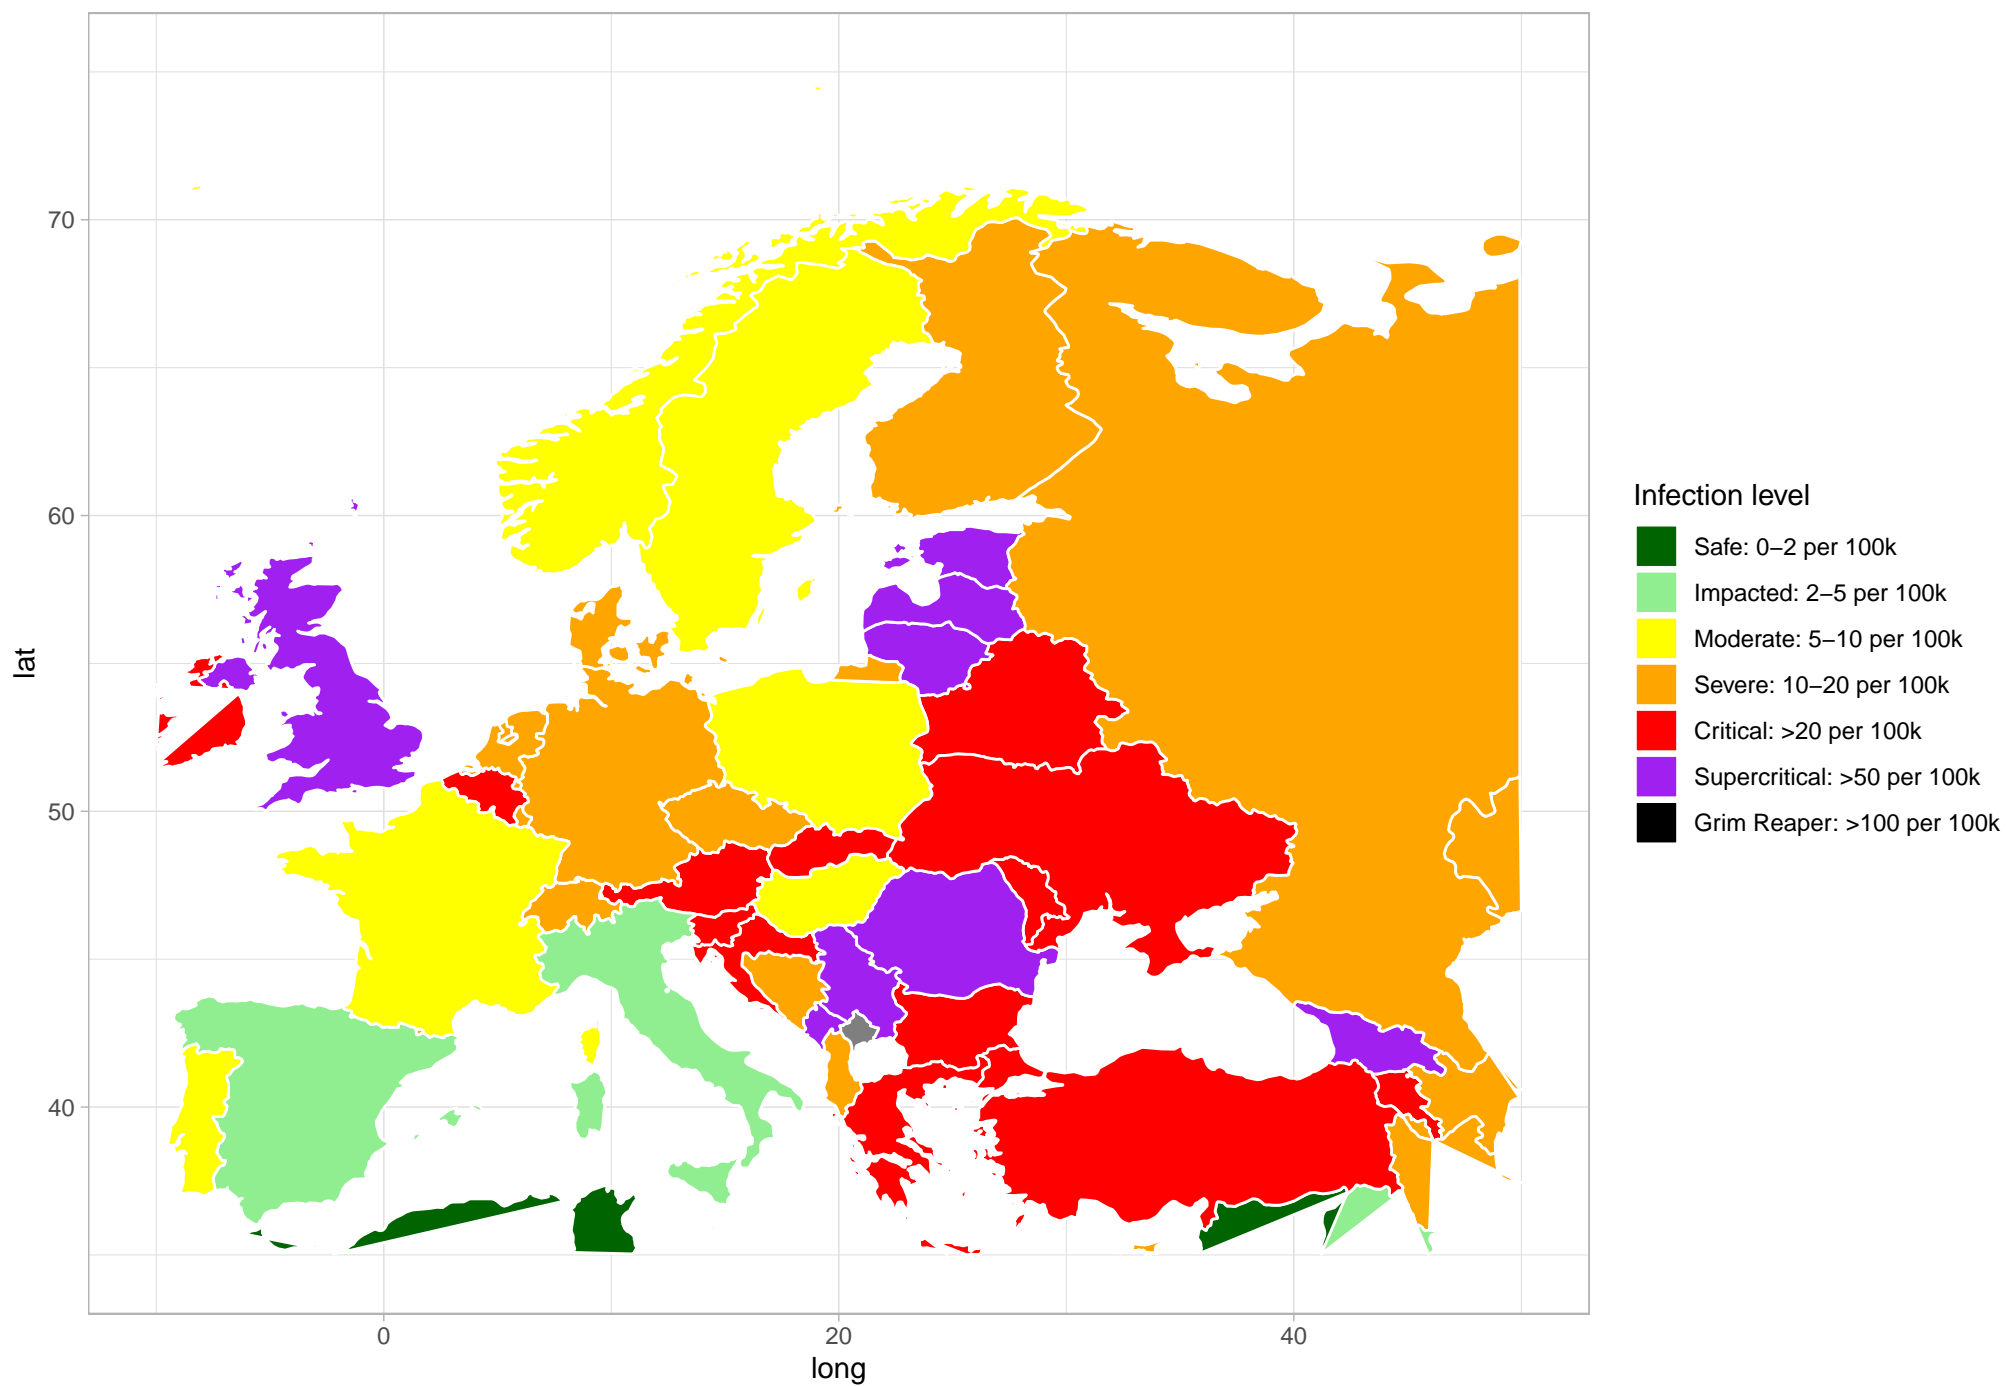 70
60
50
40
lat
0
20
40
long
Infection level
Safe: 0–2 per 100k
Impacted: 2–5 per 100k
Moderate: 5–10 per 100k
Severe: 10–20 per 100k
Critical: >20 per 100k
Supercritical: >50 per 100k
Grim Reaper: >100 per 100k